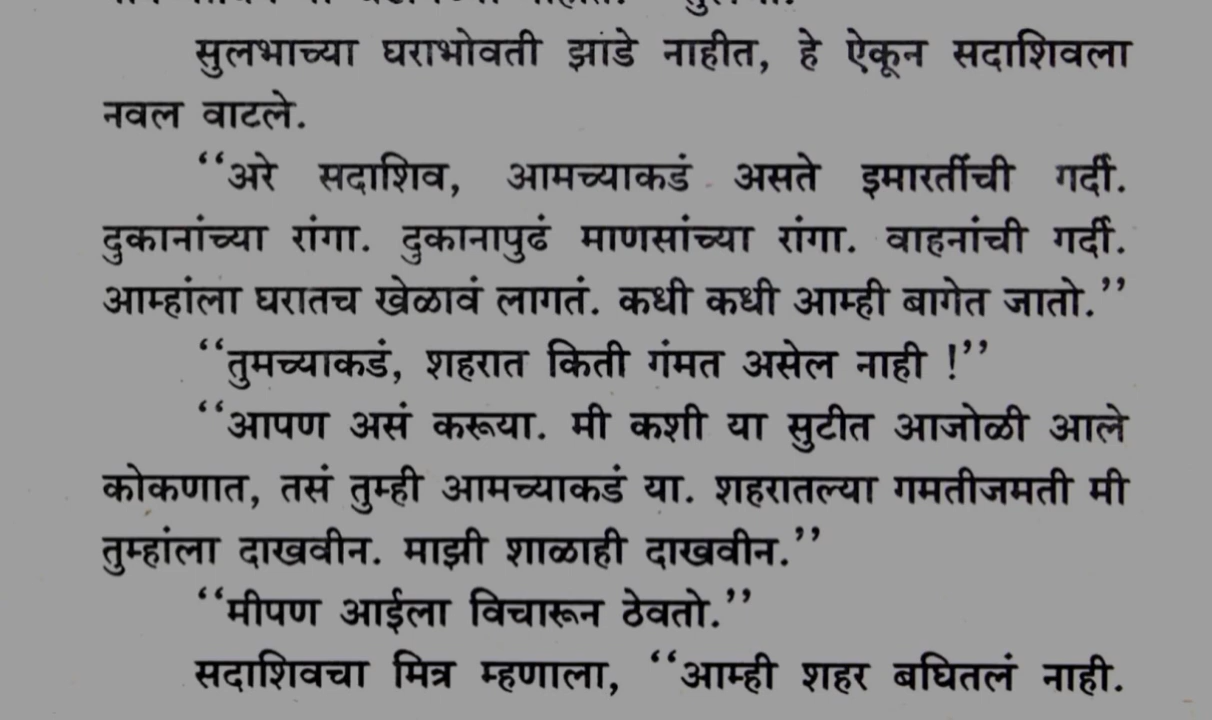 सुलभाच्या घराभोवती झांडे नाहीत, हे ऐकून सदाशिवला
नवल वाटले.
“अरे सदाशिव, आमच्याकडं असते इमारतींची गर्दी.
दुकानांच्या रांगा. दुकानापुढं माणसांच्या रांगा. वाहनांची गर्दी.
आम्हांला घरातच खेळावं लागतं. कधी कधी आम्ही बागेत जातो.”
“तुमच्याकडं, शहरात किती गंमत असेल नाही !”
“आपण असं करूया. मी कशी या सुटीत आजोळी आले
कोकणात, तसं तुम्ही आमच्याकडं या. शहरातल्या गमतीजमती मी
तुम्हांला दाखवीन. माझी शाळाही दाखवीन.”
“मीपण आईला विचारून ठेवतो.”
सदाशिवचा मित्र म्हणाला, “आम्ही शहर बघितलं नाही.